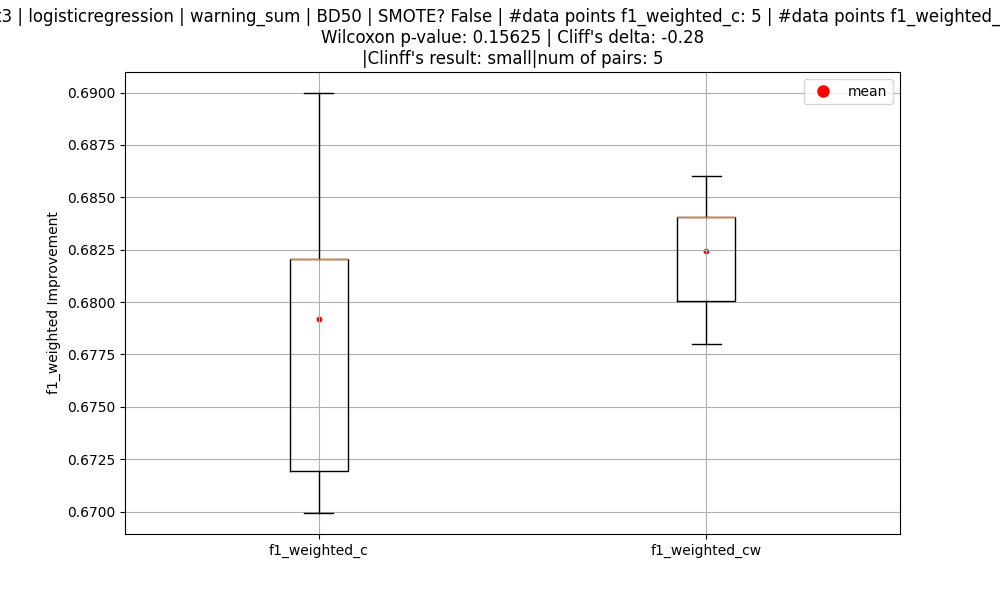 | logisticregression | warning_sum | BD50 | SMOTE? False | #data points f1_weighted_c: 5 | #data points f1_weighted_
Wilcoxon p-value: 0.15625 | Cliff's delta: -0.28
|Clinff's result: small|num of pairs: 5
mean
0.6900
0.6875
0.6850
0.6825
0.6800
0.6775
0.6750
0.6725
0.6700
f1_weighted Improvement
f1_weighted_c
f1_weighted_cw